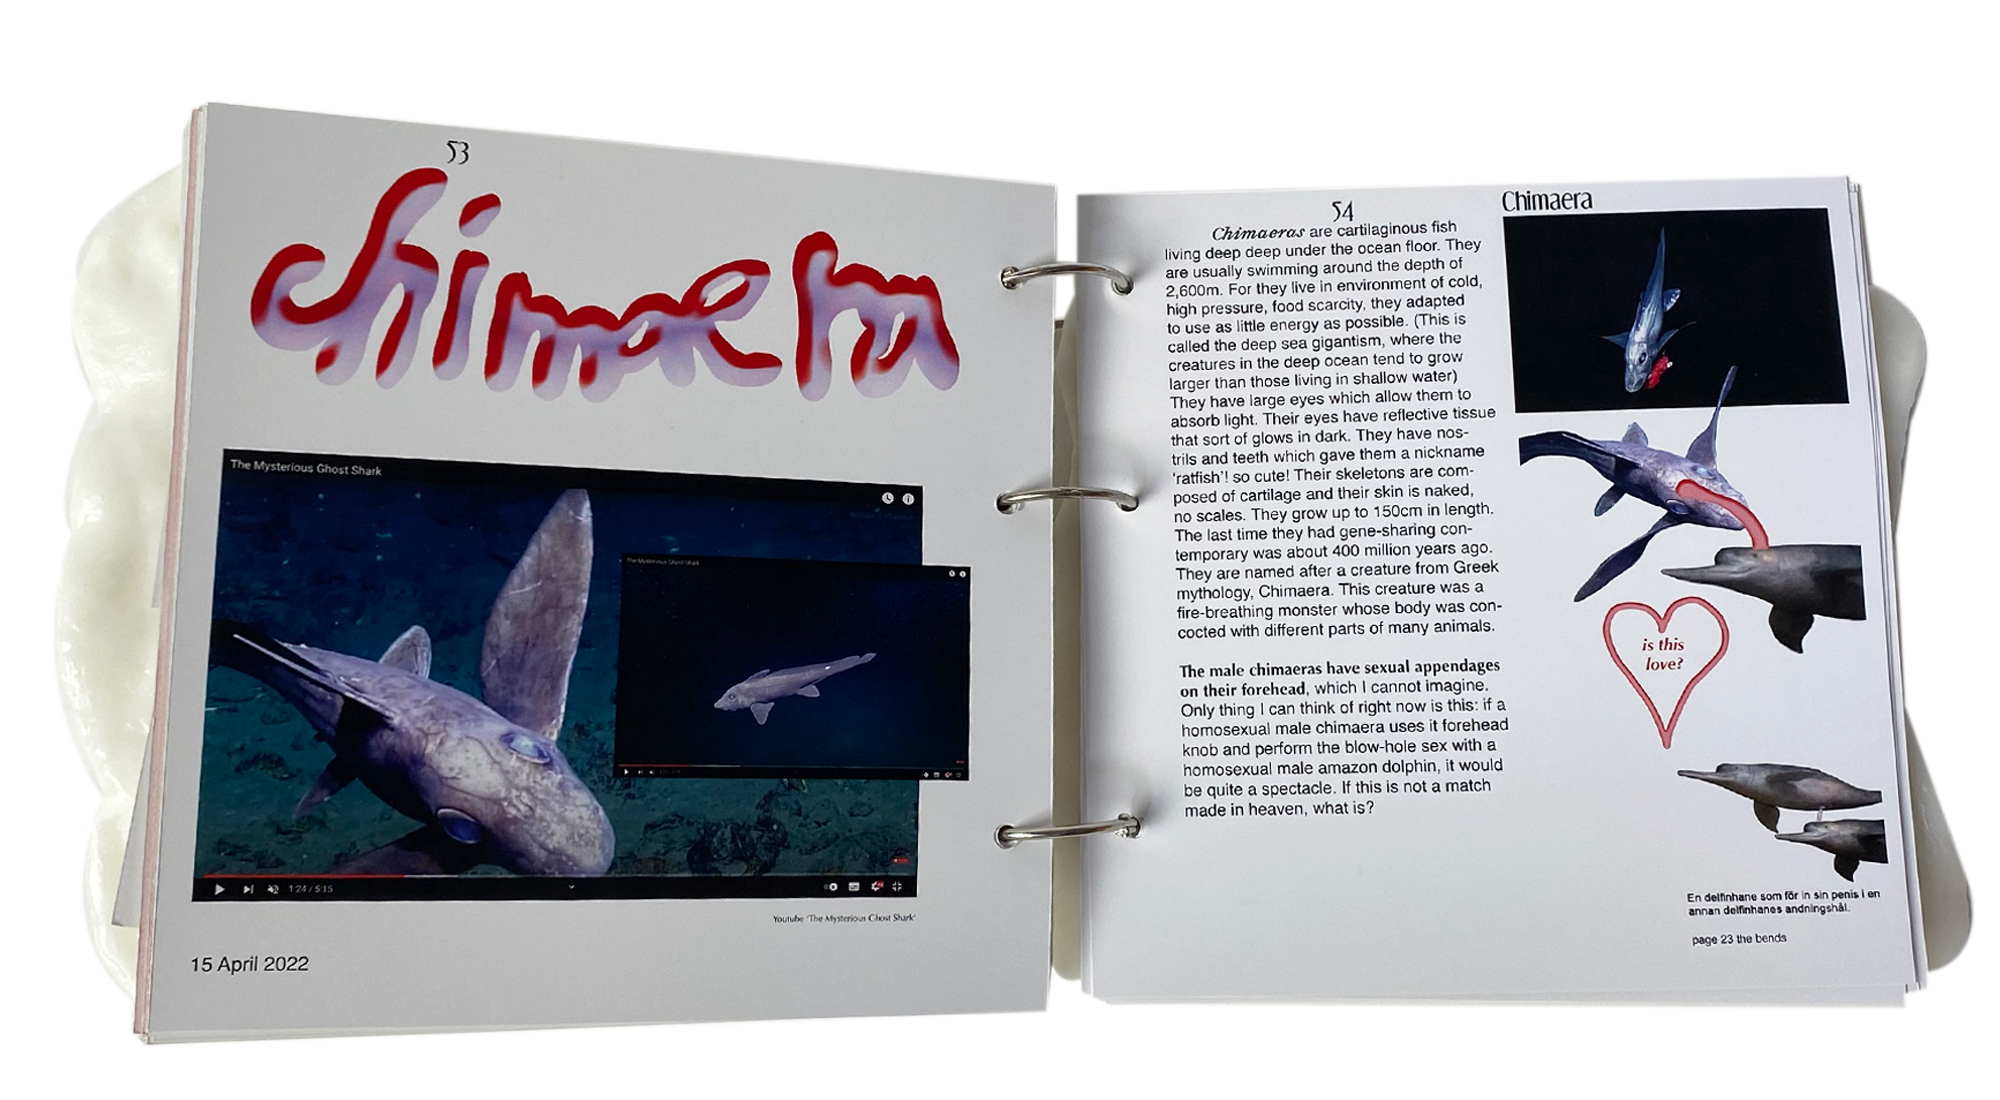 53
chimaera
The Mysterious Ghost Shark
The Mysterious Ghost Shark
1:24 / 5:15
Youtube 'The Mysterious Ghost Shark'
15 April 2022
54
Chimaeras are cartilaginous fish
living deep deep under the ocean floor. They
are usually swimming around the depth of
2,600m. For they live in environment of cold,
high pressure, food scarcity, they adapted
to use as little energy as possible. (This is
called the deep sea gigantism, where the
creatures in the deep ocean tend to grow
larger than those living in shallow water)
They have large eyes which allow them to
absorb light. Their eyes have reflective tissue
that sort of glows in dark. They have nos-
trils and teeth which gave them a nickname
'ratfish'! so cute! Their skeletons are com-
posed of cartilage and their skin is naked,
no scales. They grow up to 150cm in length.
The last time they had gene-sharing con-
temporary was about 400 million years ago.
They are named after a creature from Greek
mythology, Chimaera. This creature was a
fire-breathing monster whose body was con-
cocted with different parts of many animals.
The male chimaeras have sexual appendages
on their forehead, which I cannot imagine.
Only thing I can think of right now is this: if a
homosexual male chimaera uses it forehead
knob and perform the blow-hole sex with a
homosexual male amazon dolphin, it would
be quite a spectacle. If this is not a match
made in heaven, what is?
Chimaera
is this
love?
En delfinhane som för in sin penis i en
annan delfinhanes andningshål.
page 23 the bends